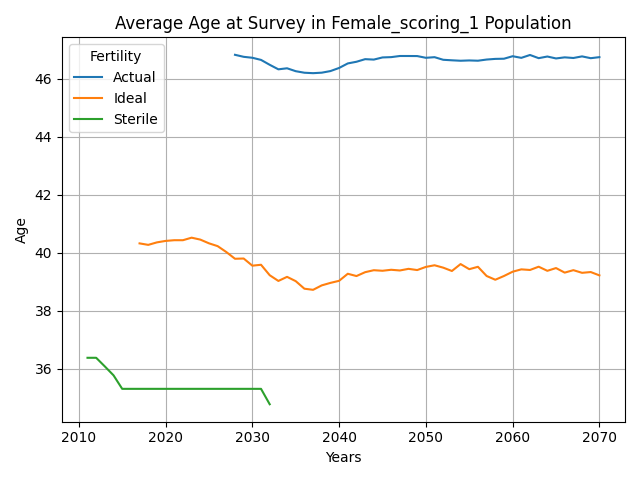 Average Age at Survey in Female_scoring_1 Population
Fertility
Actual
Ideal
Sterile
Age
46
44
42
40
38
36
2010 2020 2030 2040 2050 2060 2070
Years